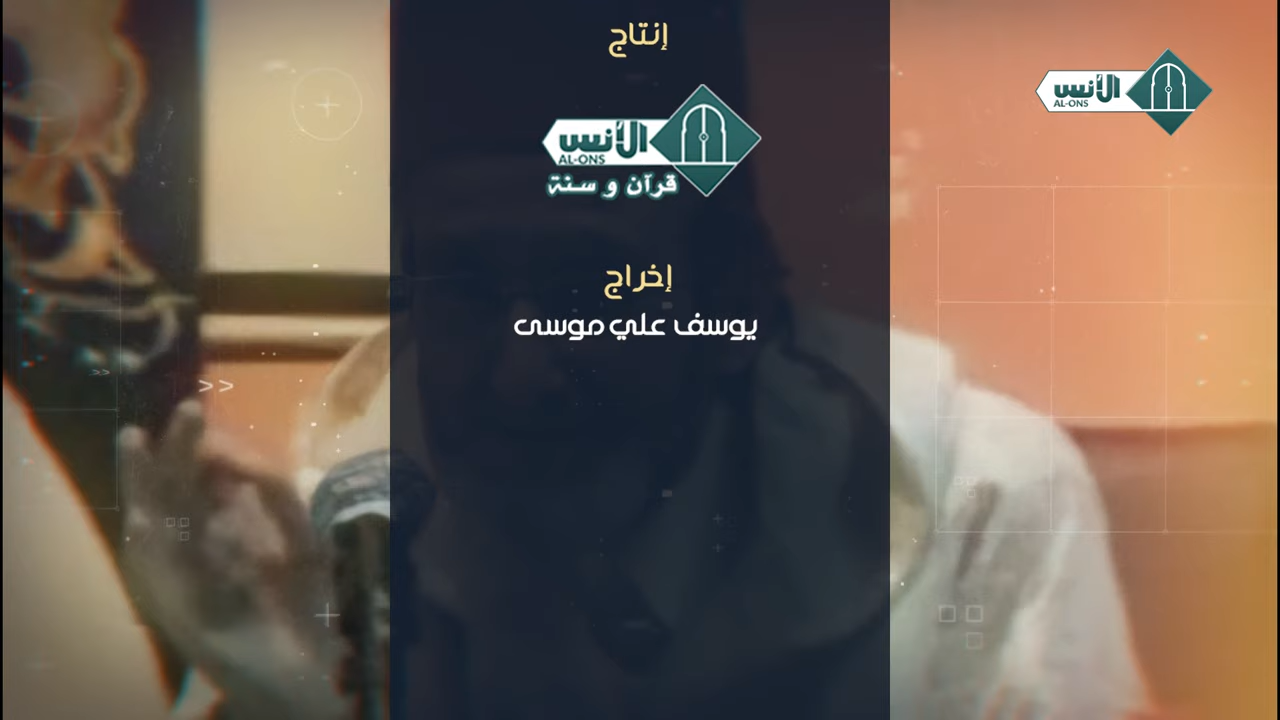 إنتاج
الأنس
AL-ONS
قرآن و سنة
إخراج
يوسف علي موسى
الأنس
AL-ONS